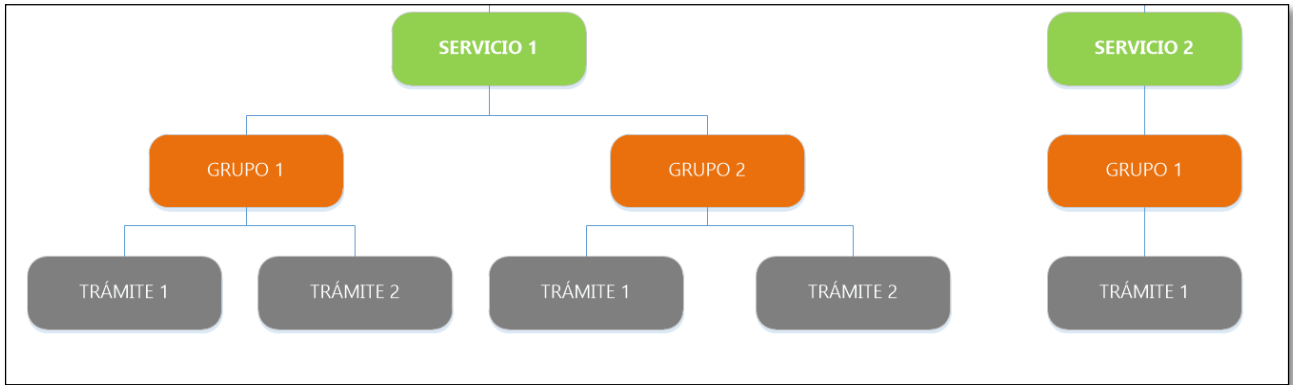 SERVICIO 1
SERVICIO 2
GRUPO 1
GRUPO 2
GRUPO 1
TRÁMITE 1
TRÁMITE 2
TRÁMITE 1
TRÁMITE 2
TRÁMITE 1